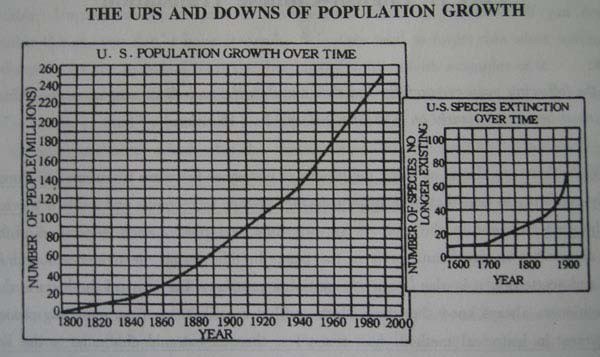 THE UPS AND DOWNS OF POPULATION GROWTH
U. S. POPULATION GROWTH OVER TIME
NUMBER OF PEOPLE (MILLIONS)
260
240
220
200
180
160
140
120
100
80
60
40
20
0
1800 1820 1840 1860 1880 1900 1920 1940 1960 1980 2000
YEAR
U.S. SPECIES EXTINCTION
OVER TIME
NUMBER OF SPECIES NO
LONGER EXISTING
100
80
60
40
20
0
1600 1700 1800 1900
YEAR